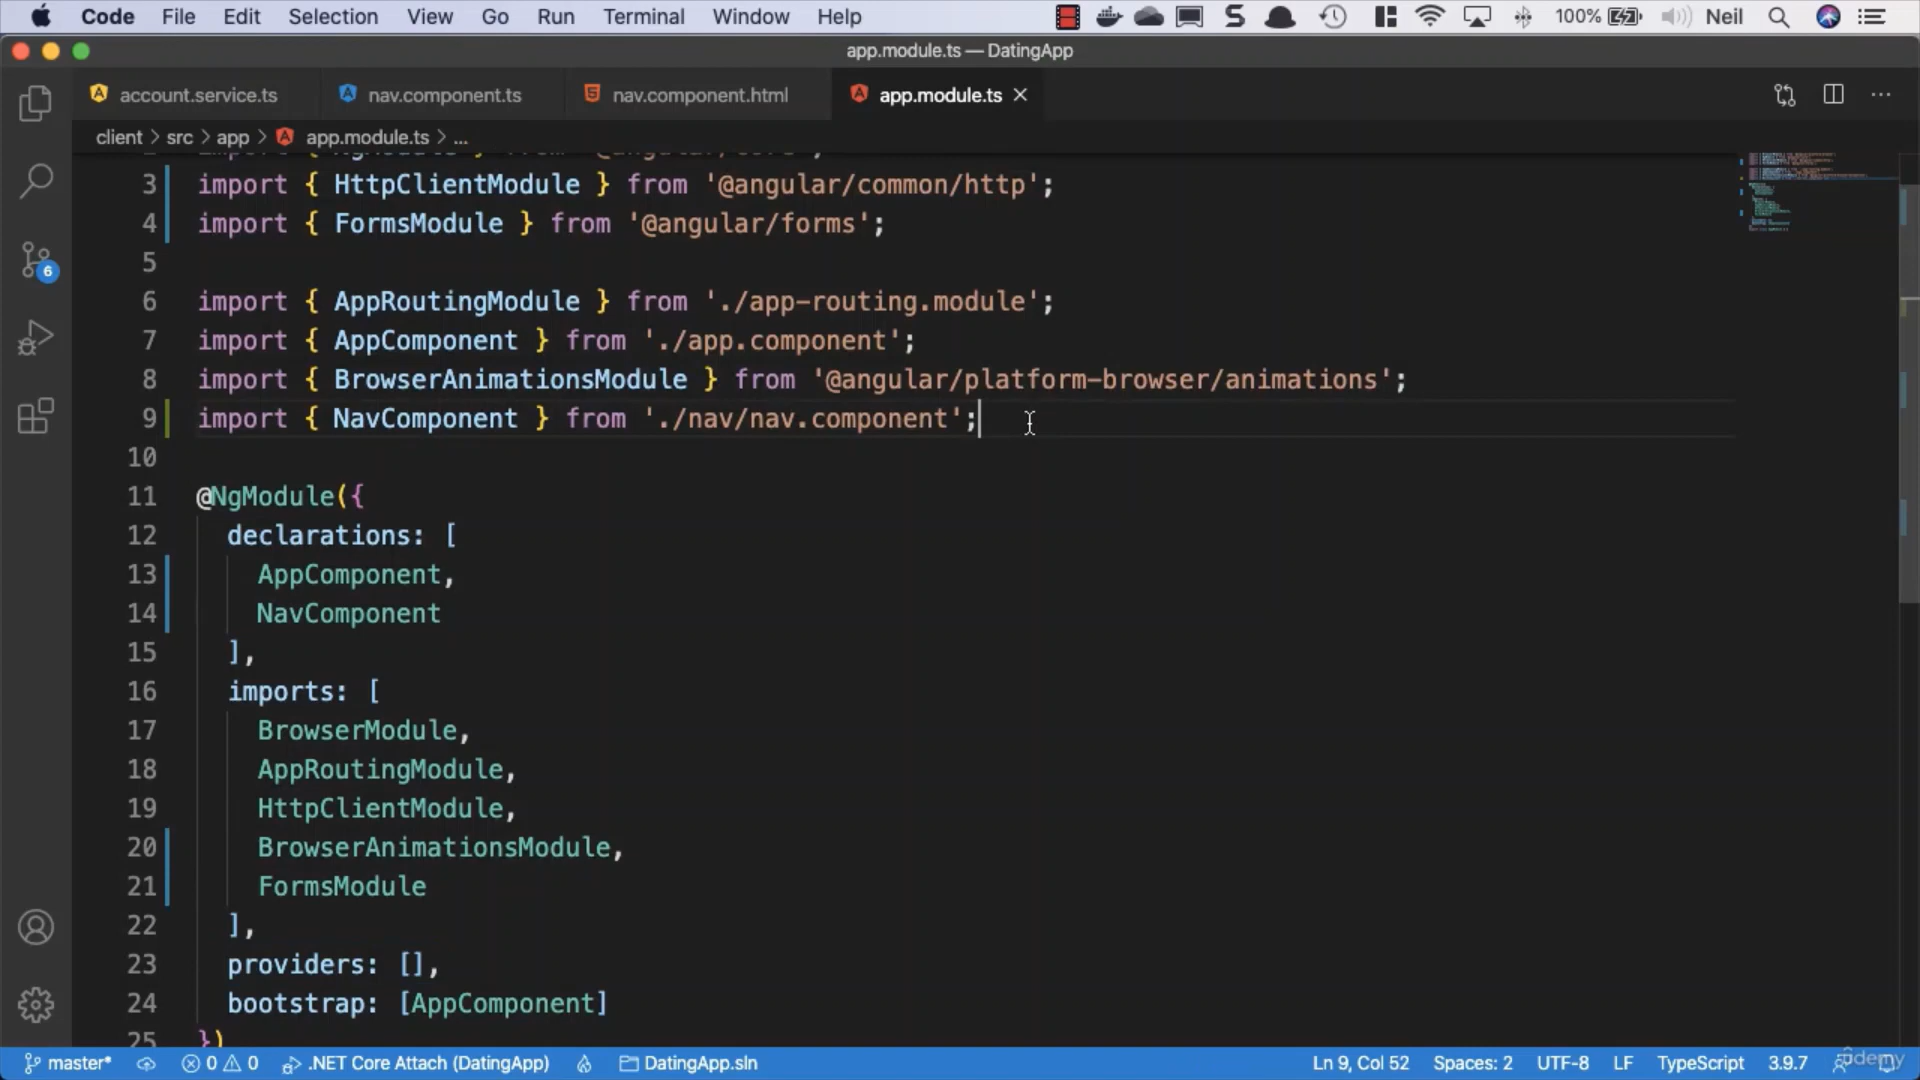 Code File Edit Selection View Go Run Terminal Window Help 100% Neil
app.module.ts — DatingApp
account.service.ts nav.component.ts nav.component.html app.module.ts
client > src > app > app.module.ts > ...
3 import { HttpClientModule } from '@angular/common/http';
4 import { FormsModule } from '@angular/forms';
5
6 import { AppRoutingModule } from './app-routing.module';
7 import { AppComponent } from './app.component';
8 import { BrowserAnimationsModule } from '@angular/platform-browser/animations';
9 import { NavComponent } from './nav/nav.component';
10
11 @NgModule({
12 declarations: [
13 AppComponent,
14 NavComponent
15 ],
16 imports: [
17 BrowserModule,
18 AppRoutingModule,
19 HttpClientModule,
20 BrowserAnimationsModule,
21 FormsModule
22 ],
23 providers: [],
24 bootstrap: [AppComponent]
25 })
6
master* 0 0 .NET Core Attach (DatingApp) DatingApp.sln Ln 9, Col 52 Spaces: 2 UTF-8 LF TypeScript 3.9.7
udemy